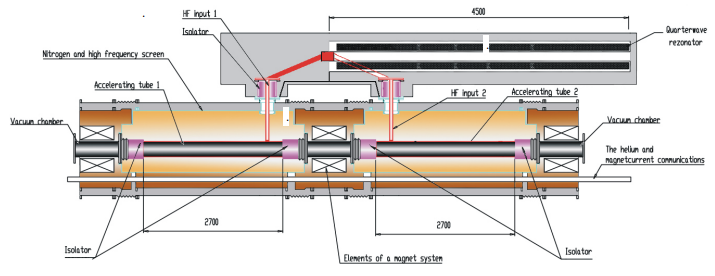 HF input 1
4500
Isolator
Quarterwave
rezonator
Nitrogen and high frequency screen
Accelerating tube 1
HF input 2
Accelerating tube 2
Vacuum chamber
Vacuum chamber
The helium and
magnetcurrent communications
2700
2700
Isolator
Elements of a magnet system
Isolator